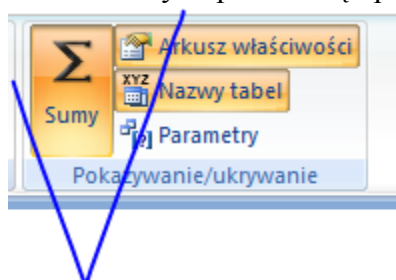 Σ
Sumy
Arkusz właściwości
XYZ
Nazwy tabel
[?] Parametry
Pokazywanie/ukrywanie